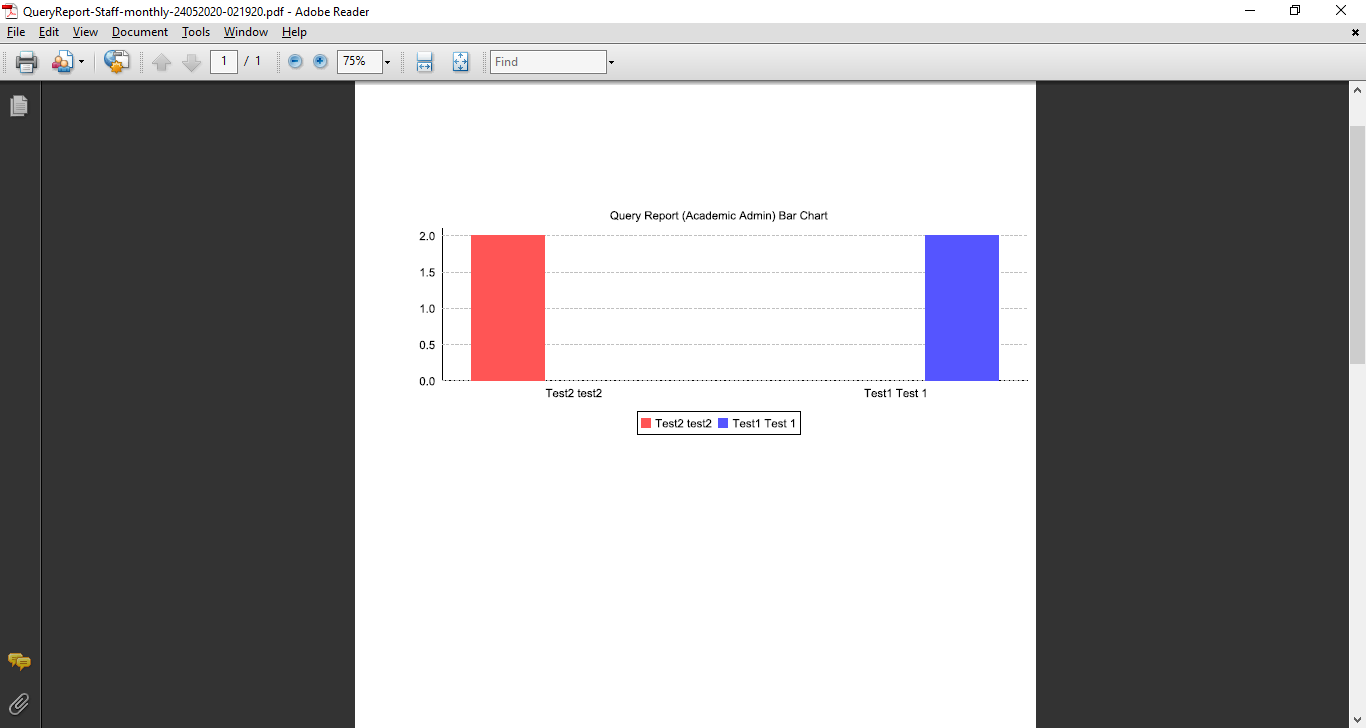 QueryReport-Staff-monthly-24052020-021920.pdf - Adobe Reader
File Edit View Document Tools Window Help
1 / 1 75% Find
Query Report (Academic Admin) Bar Chart
2.0
1.5
1.0
0.5
0.0
Test2 test2 Test1 Test 1
Test2 test2 Test1 Test 1